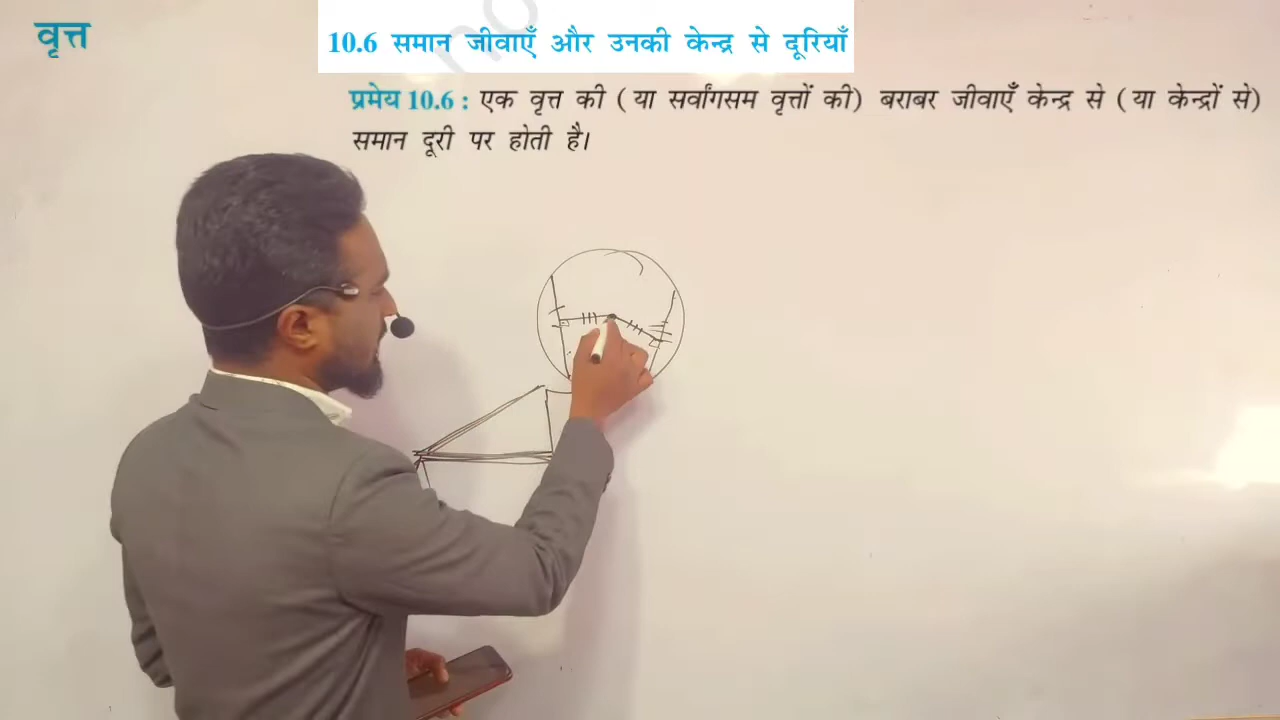 वृत्त
10.6 समान जीवाएँ और उनकी केन्द्र से दूरियाँ
प्रमेय 10.6 : एक वृत्त की (या सर्वांगसम वृत्तों की) बराबर जीवाएँ केन्द्र से (या केन्द्रों से)
समान दूरी पर होती है।